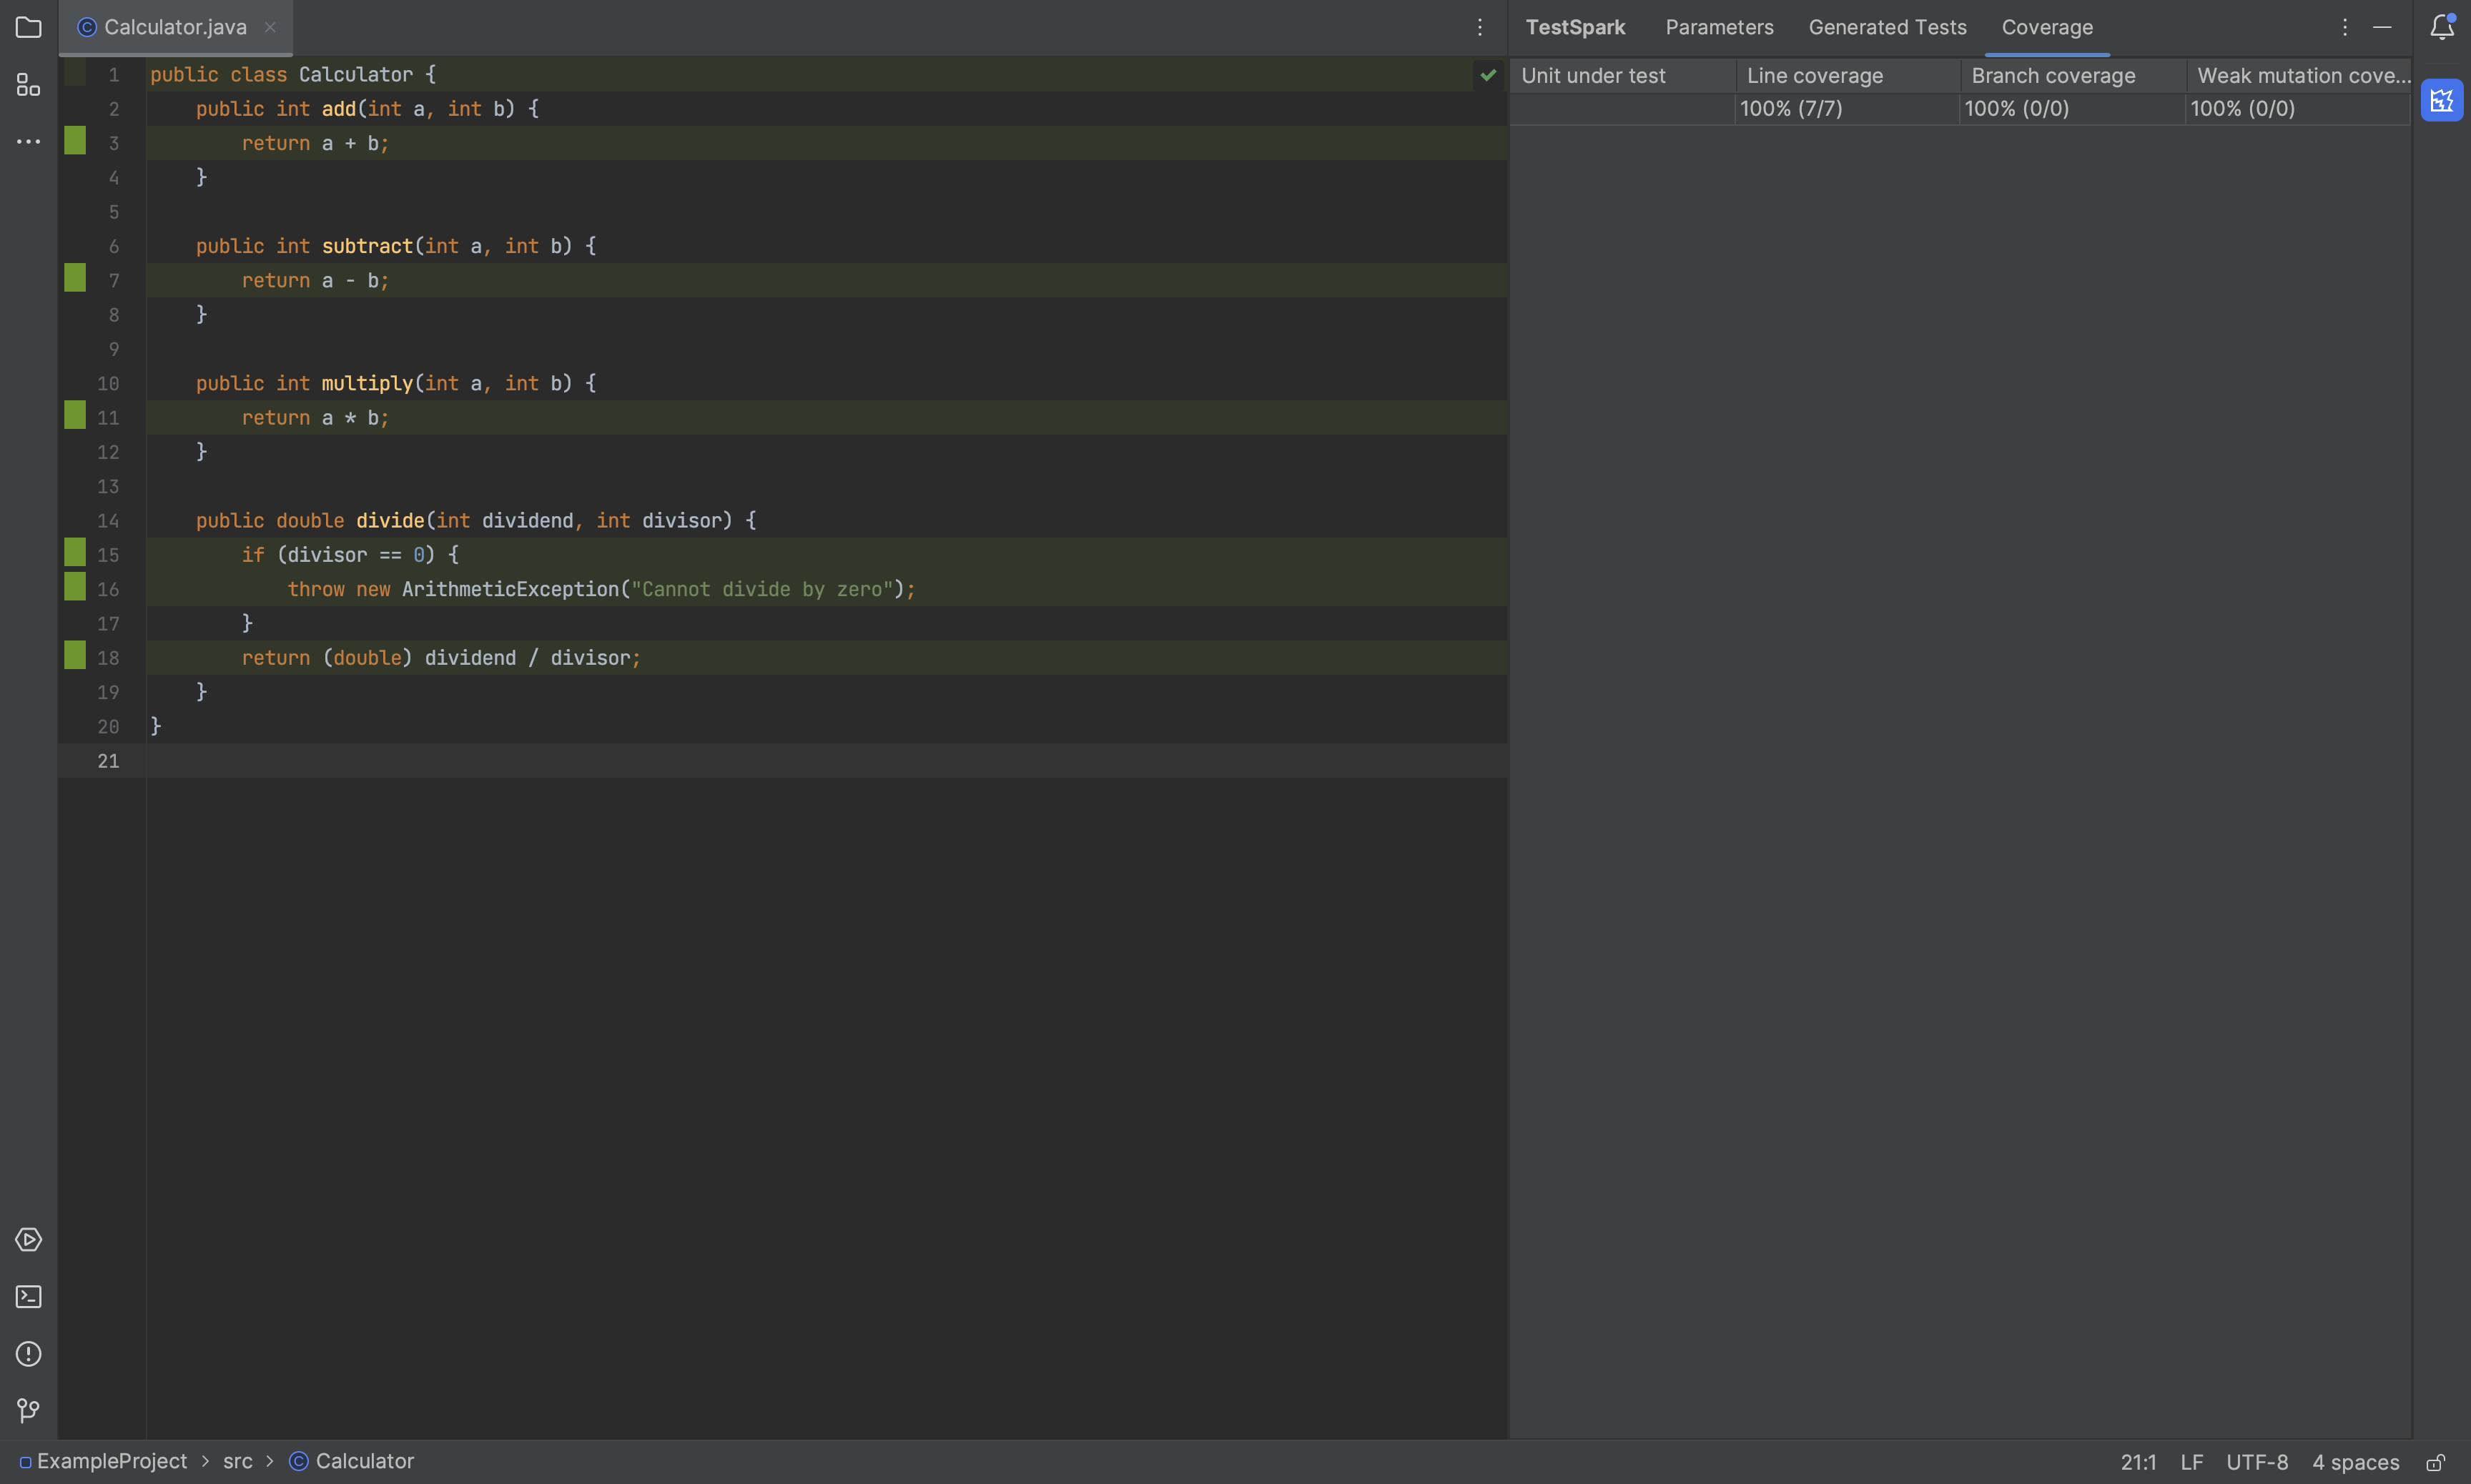 Calculator.java
TestSpark Parameters Generated Tests Coverage
Unit under test Line coverage Branch coverage Weak mutation cove...
100% (7/7) 100% (0/0) 100% (0/0)
1 public class Calculator {
2     public int add(int a, int b) {
3         return a + b;
4     }
5
6     public int subtract(int a, int b) {
7         return a - b;
8     }
9
10     public int multiply(int a, int b) {
11         return a * b;
12     }
13
14     public double divide(int dividend, int divisor) {
15         if (divisor == 0) {
16             throw new ArithmeticException("Cannot divide by zero");
17         }
18         return (double) dividend / divisor;
19     }
20 }
21
ExampleProject > src > Calculator
21:1 LF UTF-8 4 spaces